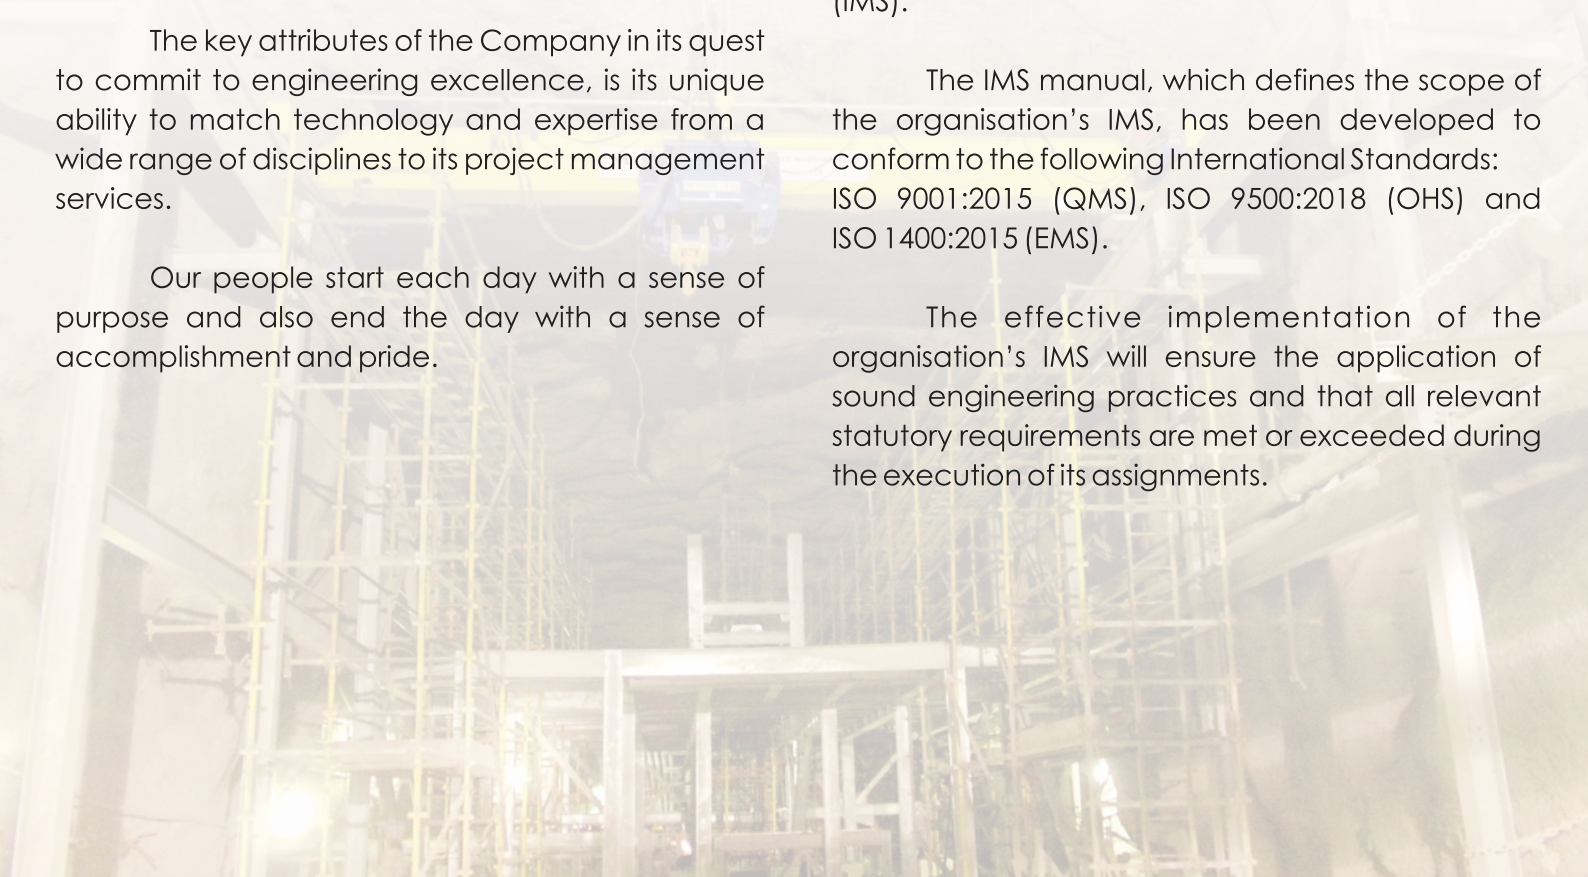 The key attributes of the Company in its quest
to commit to engineering excellence, is its unique
ability to match technology and expertise from a
wide range of disciplines to its project management
services.
Our people start each day with a sense of
purpose and also end the day with a sense of
accomplishment and pride.
(IMS).
The IMS manual, which defines the scope of
the organisation's IMS, has been developed to
conform to the following International Standards:
ISO 9001:2015 (QMS), ISO 9500:2018 (OHS) and
ISO 1400:2015 (EMS).
The effective implementation of the
organisation's IMS will ensure the application of
sound engineering practices and that all relevant
statutory requirements are met or exceeded during
the execution of its assignments.